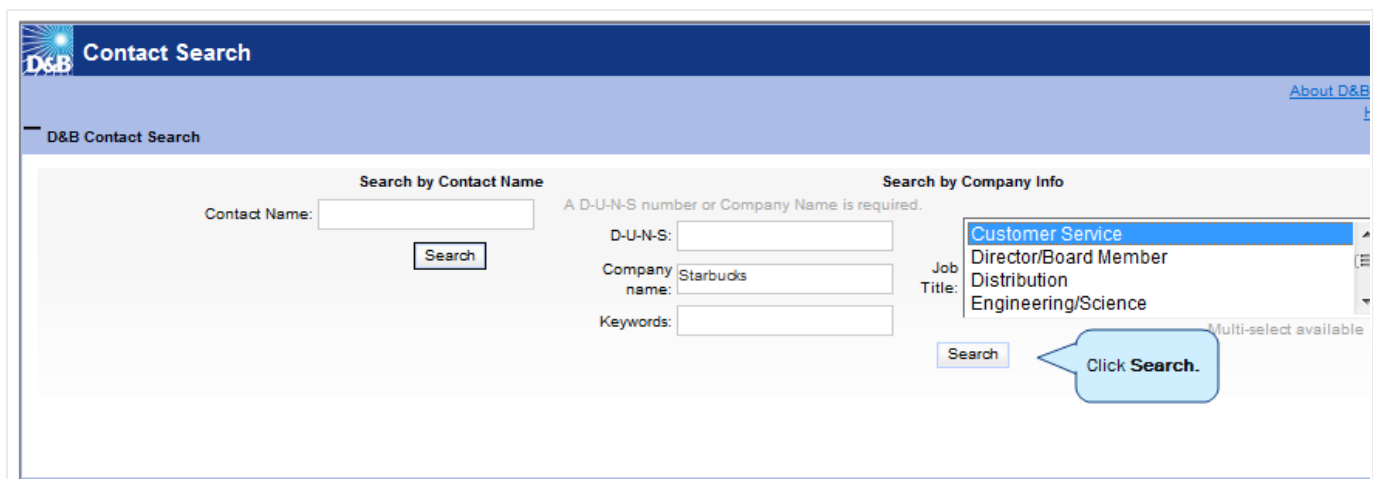 D&B Contact Search
About D&B
H
D&B Contact Search
Search by Contact Name
Contact Name:
Search
Search by Company Info
A D-U-N-S number or Company Name is required.
D-U-N-S:
Company name: Starbucks
Keywords:
Job Title:
Customer Service
Director/Board Member
Distribution
Engineering/Science
Multi-select available
Search
Click Search.